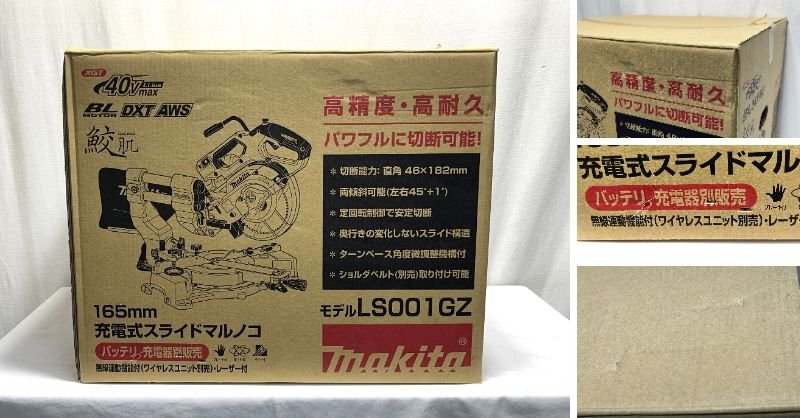 XGT
40Vmax Li-ion
BL MOTOR DXT AWS
鮫肌
高精度・高耐久
パワフルに切断可能!
* 切断能力: 直角 46×182mm
* 両傾斜可能(左右45°+1°)
* 定回転制御で安定切断
* 奥行きの変化しないスライド構造
* ターンベース角度微調整機構付
* ショルダベルト(別売)取り付け可能
165mm
充電式スライドマルノコ
バッテリ・充電器別販売
無線連動機能付(ワイヤレスユニット別売)・レーザー付
モデルLS001GZ
makita®
高精度・高
パワフルに切断
充電式スライドマルノ
バッテリ・充電器別販売
無線連動機能付(ワイヤレスユニット別売)・レーザー